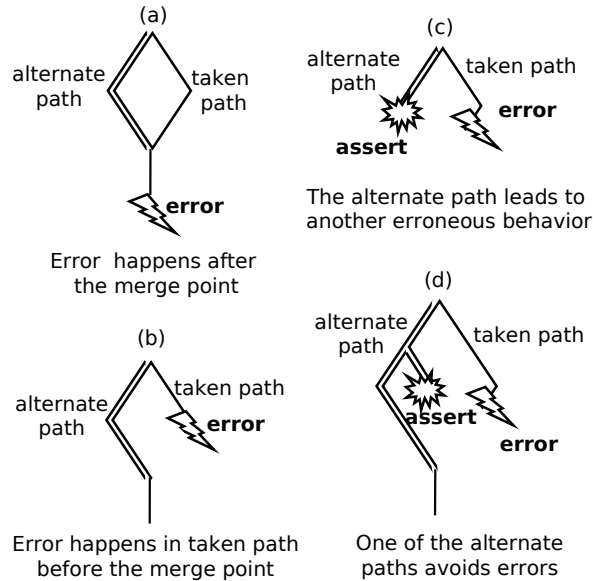 (a)
alternate
path
taken
path
error
Error happens after
the merge point
(b)
alternate
path
taken path
error
Error happens in taken path
before the merge point
(c)
alternate
path
taken path
error
assert
The alternate path leads to
another erroneous behavior
(d)
alternate
path
taken path
assert
error
One of the alternate
paths avoids errors